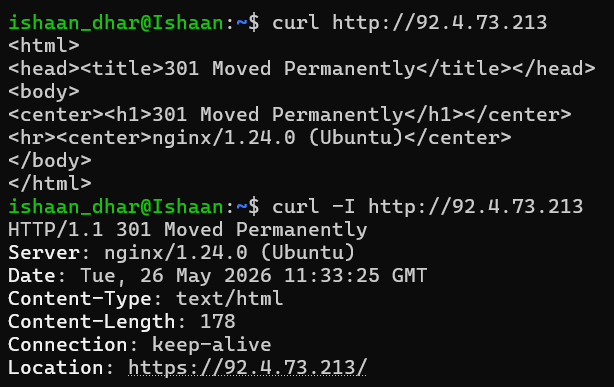 ishaan_dhar@Ishaan:~$ curl http://92.4.73.213
<html>
<head><title>301 Moved Permanently</title></head>
<body>
<center><h1>301 Moved Permanently</h1></center>
<hr><center>nginx/1.24.0 (Ubuntu)</center>
</body>
</html>
ishaan_dhar@Ishaan:~$ curl -I http://92.4.73.213
HTTP/1.1 301 Moved Permanently
Server: nginx/1.24.0 (Ubuntu)
Date: Tue, 26 May 2026 11:33:25 GMT
Content-Type: text/html
Content-Length: 178
Connection: keep-alive
Location: https://92.4.73.213/